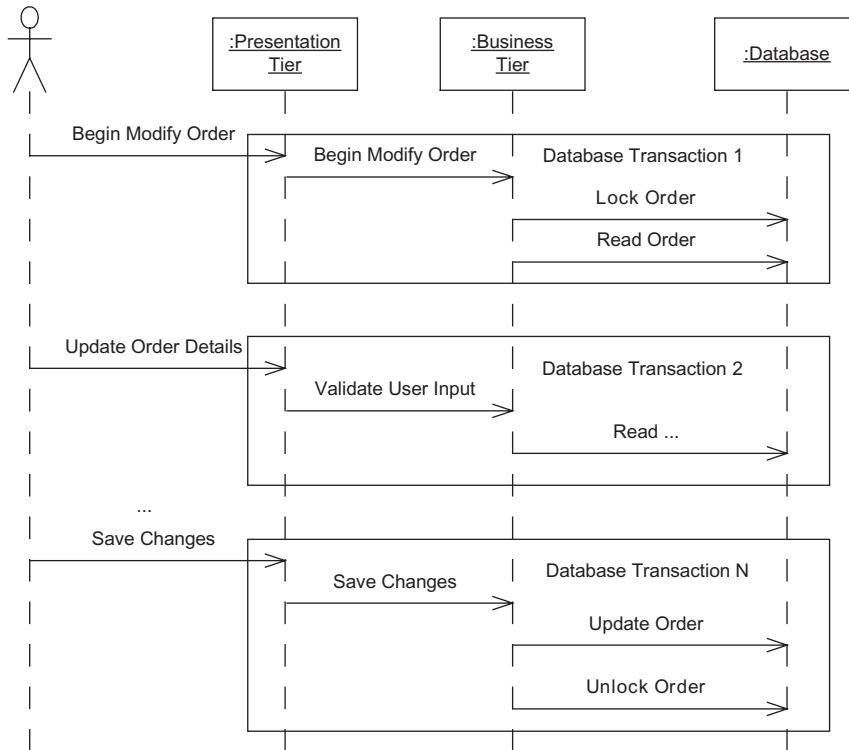 :Presentation
Tier
:Business
Tier
:Database
Begin Modify Order
Begin Modify Order
Database Transaction 1
Lock Order
Read Order
Update Order Details
Database Transaction 2
Validate User Input
Read ...
...
Save Changes
Database Transaction N
Save Changes
Update Order
Unlock Order